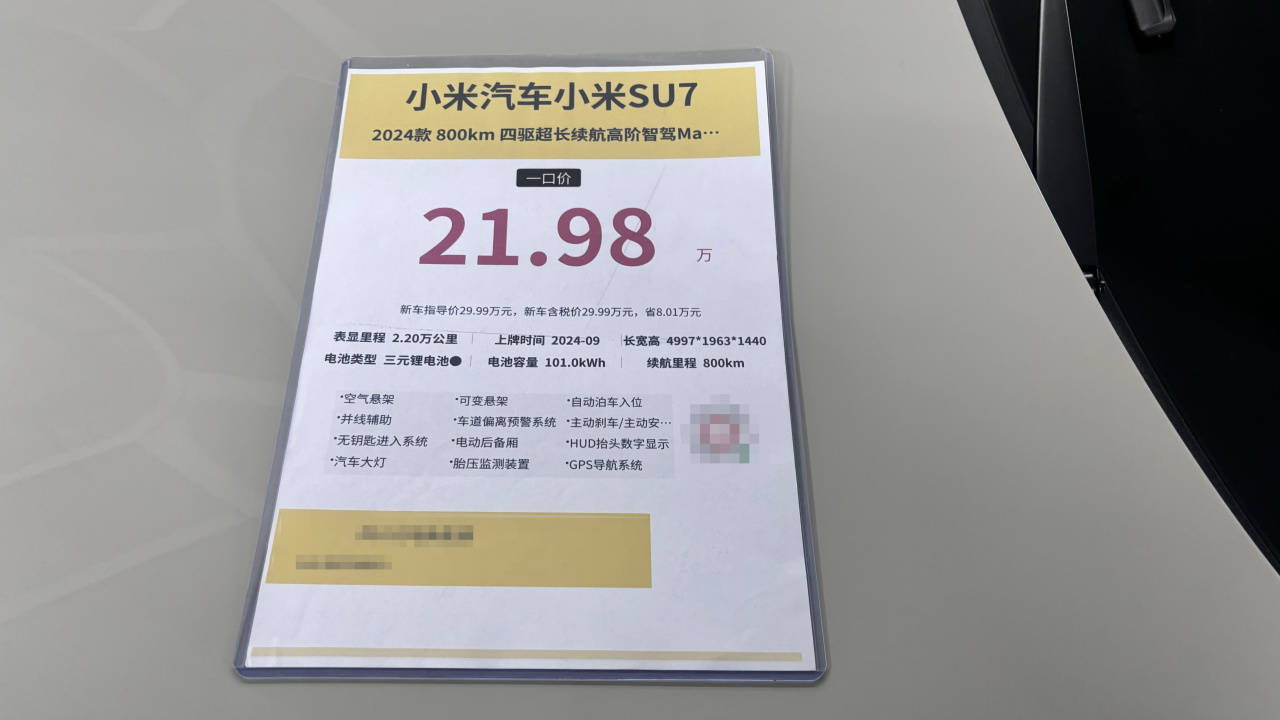 小米汽车小米SU7
2024款 800km 四驱超长续航高阶智驾Ma…
一口价
21.98 万
新车指导价29.99万元，新车含税价29.99万元，省8.01万元
表显里程 2.20万公里 | 上牌时间 2024-09 | 长宽高 4997*1963*1440
电池类型 三元锂电池● | 电池容量 101.0kWh | 续航里程 800km
·空气悬架 ·可变悬架 ·自动泊车入位
·并线辅助 ·车道偏离预警系统 ·主动刹车/主动安…
·无钥匙进入系统 ·电动后备厢 ·HUD抬头数字显示
·汽车大灯 ·胎压监测装置 ·GPS导航系统